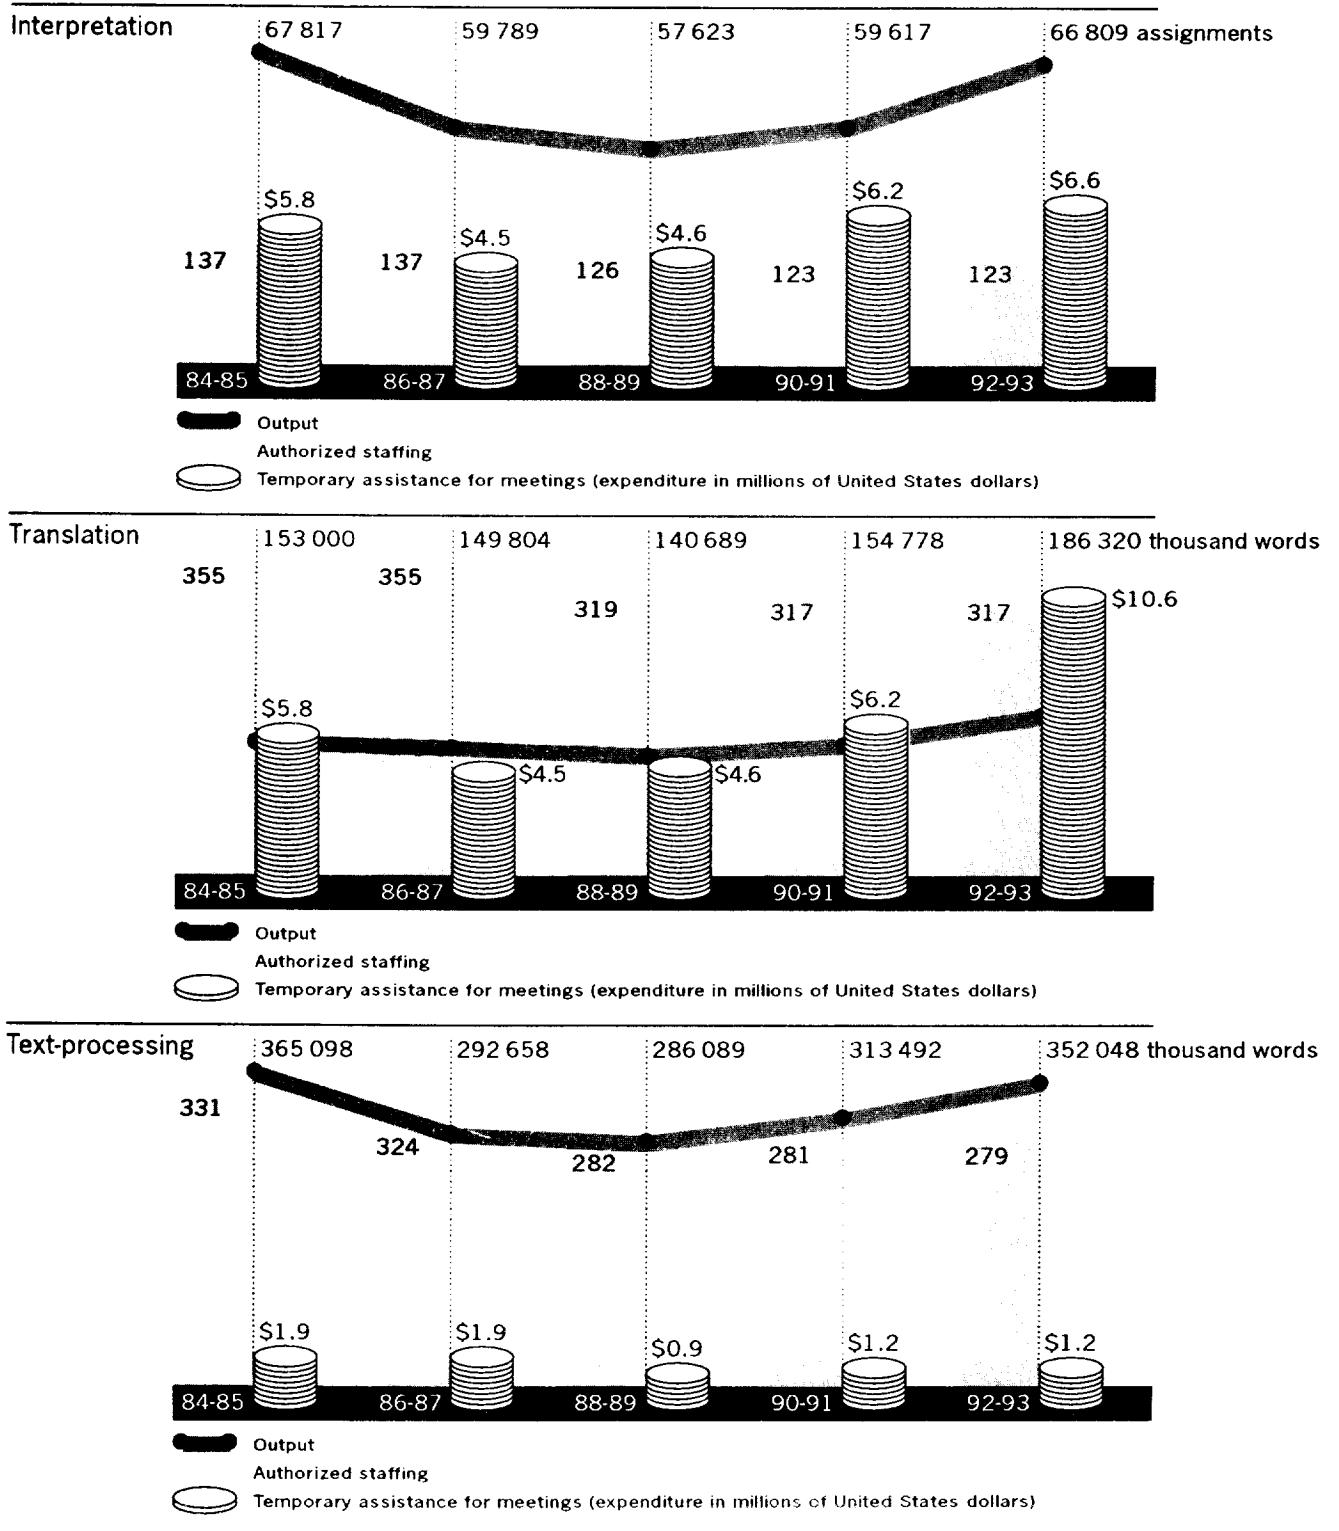 Interpretation 67 817 59 789 57 623 59 617 66 809 assignments
$5.8 $4.5 $4.6 $6.2 $6.6
137 137 126 123 123
84-85 86-87 88-89 90-91 92-93
Output
Authorized staffing
Temporary assistance for meetings (expenditure in millions of United States dollars)
Translation 153 000 149 804 140 689 154 778 186 320 thousand words
355 355 319 317 317 $10.6
$5.8 $4.5 $4.6 $6.2
84-85 86-87 88-89 90-91 92-93
Output
Authorized staffing
Temporary assistance for meetings (expenditure in millions of United States dollars)
Text-processing 365 098 292 658 286 089 313 492 352 048 thousand words
331 324 282 281 279
$1.9 $1.9 $0.9 $1.2 $1.2
84-85 86-87 88-89 90-91 92-93
Output
Authorized staffing
Temporary assistance for meetings (expenditure in millions of United States dollars)